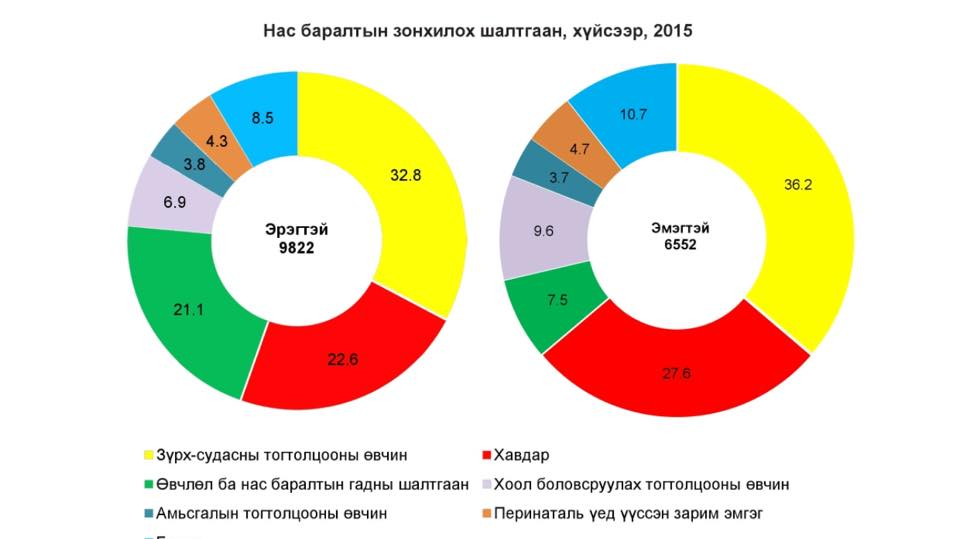 Нас баралтын зонхилох шалтгаан, хүйсээр, 2015
8.5
4.3
3.8
6.9
32.8
Эрэгтэй
9822
21.1
22.6
10.7
4.7
3.7
9.6
36.2
Эмэгтэй
6552
7.5
27.6
Зүрх-судасны тогтолцооны өвчин
Хавдар
Өвчлөл ба нас баралтын гадны шалтгаан
Хоол боловсруулах тогтолцооны өвчин
Амьсгалын тогтолцооны өвчин
Перинаталь үед үүссэн зарим эмгэг